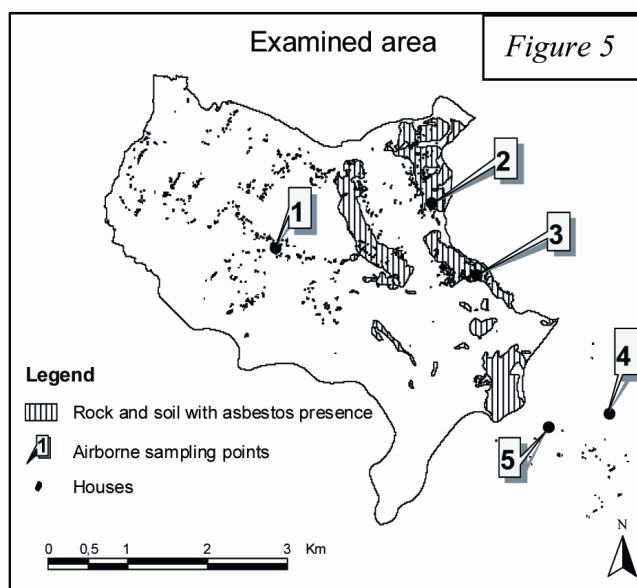 Examined area
Figure 5
2
1
3
4
5
Legend
Rock and soil with asbestos presence
1 Airborne sampling points
Houses
N
0 0,5 1 2 3 Km